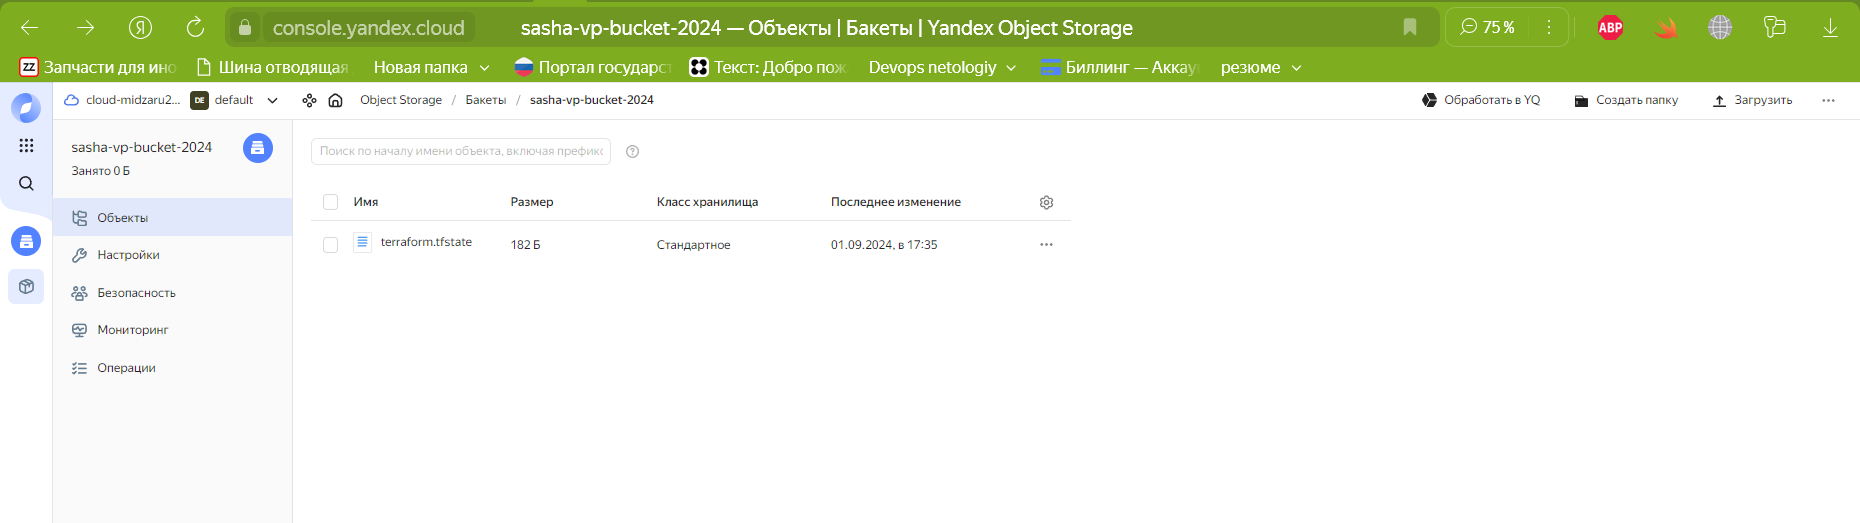 console.yandex.cloud sasha-vp-bucket-2024 — Объекты | Бакеты | Yandex Object Storage 75 % ABP
ZZ Запчасти для ино Шина отводящая Новая папка Портал государст Текст: Добро пож Devops netologiy Биллинг — Аккау резюме
cloud-midzaru2... DE default Object Storage / Бакеты / sasha-vp-bucket-2024 Обработать в YQ Создать папку Загрузить
sasha-vp-bucket-2024
Занято 0 Б
Объекты
Настройки
Безопасность
Мониторинг
Операции
Поиск по началу имени объекта, включая префикс
Имя Размер Класс хранилища Последнее изменение
terraform.tfstate 182 Б Стандартное 01.09.2024, в 17:35